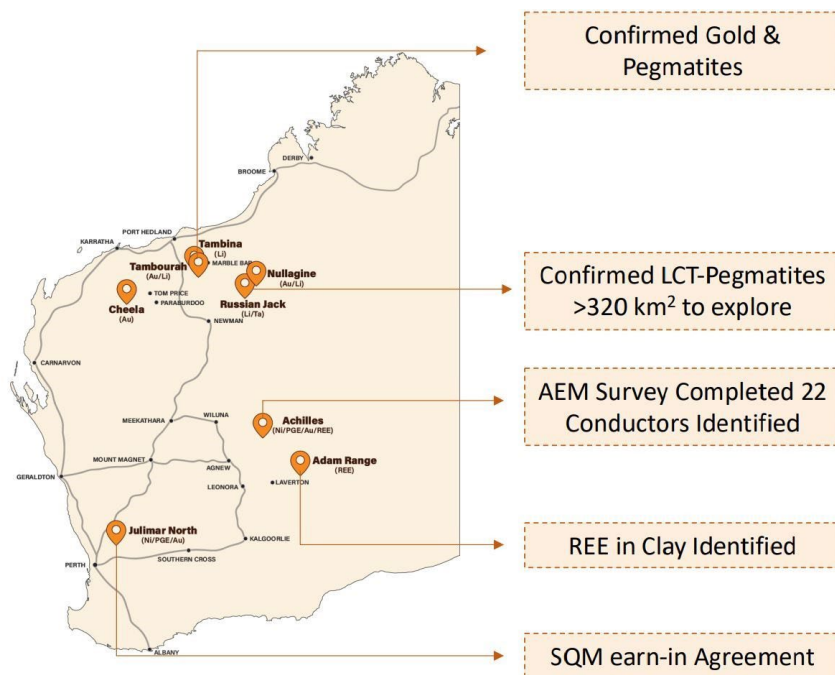 Confirmed Gold &
Pegmatites
DERBY
BROOME
PORT HEDLAND
KARRATHA
Tambina
(Li)
MARBLE BAR
Tambourah
(Au/Li)
Nullagine
(Au/Li)
Russian Jack
(Li/Ta)
Cheela
(Au)
TOM PRICE
PARABURDOO
NEWMAN
Confirmed LCT-Pegmatites
>320 km² to explore
CARNARVON
AEM Survey Completed 22
Conductors Identified
MEEKATHARA
WILUNA
Achilles
(Ni/PGE/Au/REE)
MOUNT MAGNET
AGNEW
Adam Range
(REE)
GERALDTON
LEONORA
LAVERTON
Julimar North
(Ni/PGE/Au)
KALGOORLIE
SOUTHERN CROSS
PERTH
REE in Clay Identified
ALBANY
SQM earn-in Agreement